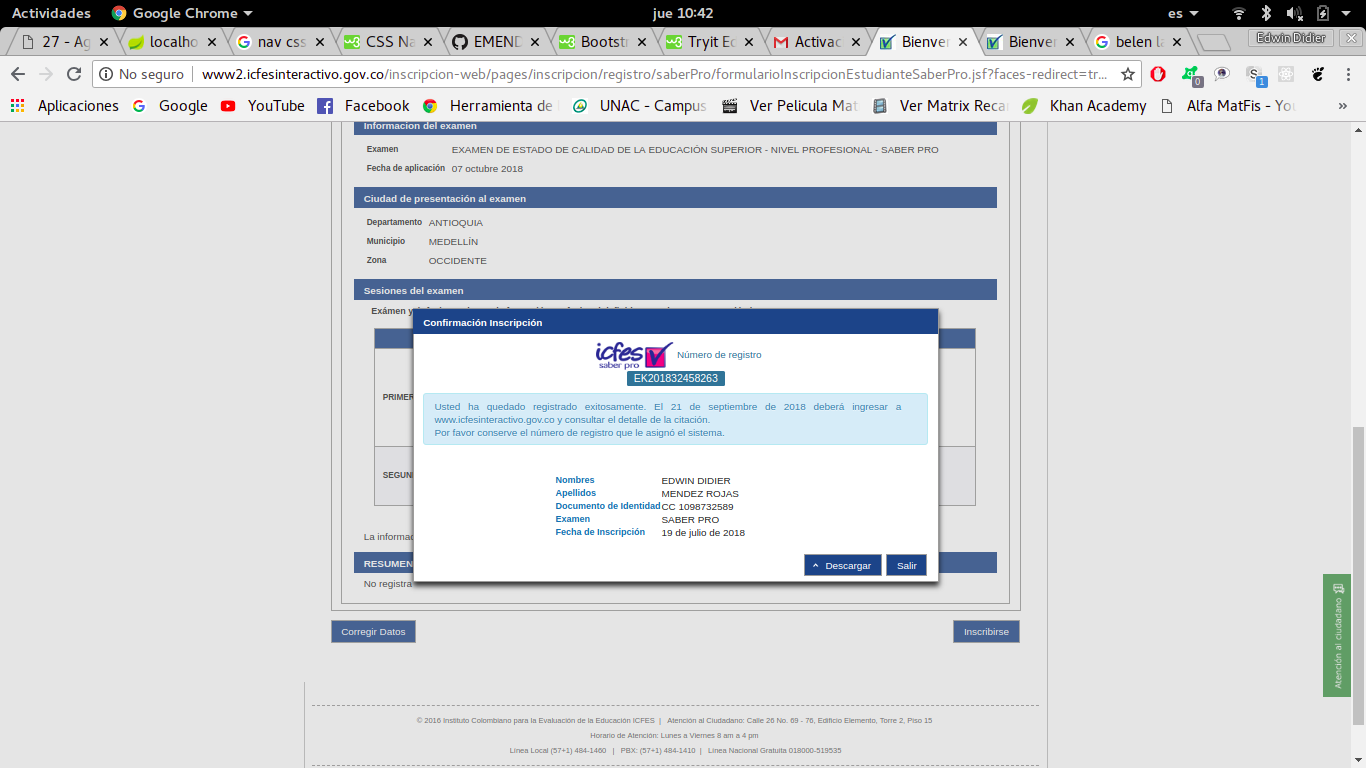 Actividades Google Chrome jue 10:42 es
27 - Ag localho nav css CSS Na EMEND Bootstr Tryit Ed Activac Bienver Bienver belen la Edwin Didier
No seguro www2.icfesinteractivo.gov.co/inscripcion-web/pages/inscripcion/registro/saberPro/formularioInscripcionEstudianteSaberPro.jsf?faces-redirect=tr... 0 1
Aplicaciones Google YouTube Facebook Herramienta de UNAC - Campus Ver Pelicula Mat Ver Matrix Recar Khan Academy Alfa MatFis - You »
Informacion del examen
Examen EXAMEN DE ESTADO DE CALIDAD DE LA EDUCACIÓN SUPERIOR - NIVEL PROFESIONAL - SABER PRO
Fecha de aplicación 07 octubre 2018
Ciudad de presentación al examen
Departamento ANTIOQUIA
Municipio MEDELLÍN
Zona OCCIDENTE
Sesiones del examen
Exámen y
Confirmación Inscripción
icfes saber pro Número de registro
EK201832458263
PRIMER
Usted ha quedado registrado exitosamente. El 21 de septiembre de 2018 deberá ingresar a
www.icfesinteractivo.gov.co y consultar el detalle de la citación.
Por favor conserve el número de registro que le asignó el sistema.
SEGUN
Nombres EDWIN DIDIER
Apellidos MENDEZ ROJAS
Documento de Identidad CC 1098732589
Examen SABER PRO
Fecha de Inscripción 19 de julio de 2018
La informac
RESUMEN
Descargar Salir
No registra
Corregir Datos Inscribirse
Atención al ciudadano
© 2016 Instituto Colombiano para la Evaluación de la Educación ICFES | Atención al Ciudadano: Calle 26 No. 69 - 76, Edificio Elemento, Torre 2, Piso 15
Horario de Atención: Lunes a Viernes 8 am a 4 pm
Línea Local (57+1) 484-1460 | PBX: (57+1) 484-1410 | Línea Nacional Gratuita 018000-519535